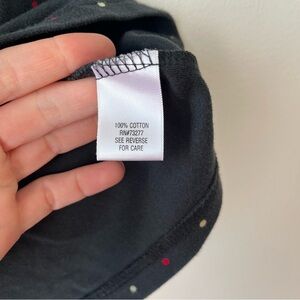 100% COTTON
RN#73277
SEE REVERSE
FOR CARE